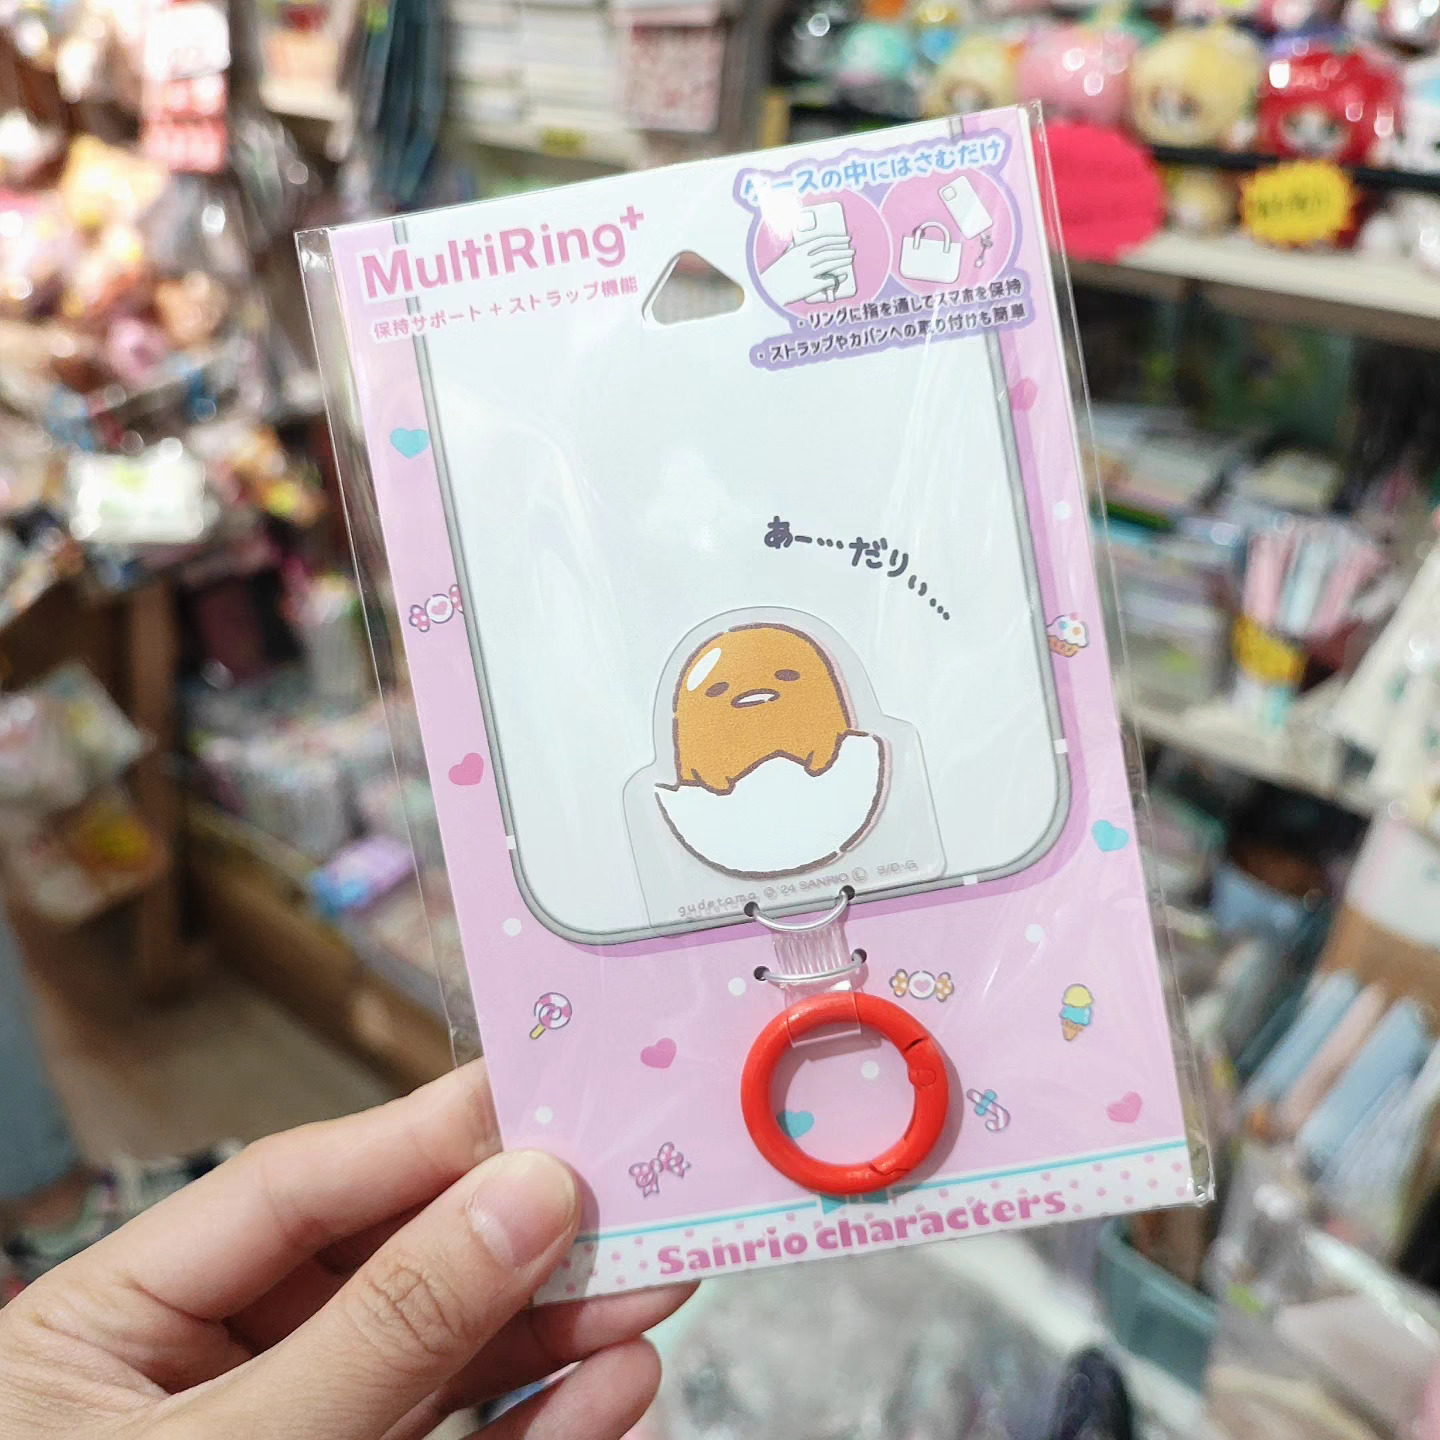 MultiRing+
保持サポート + ストラップ機能
ケースの中にはさむだけ
・リングに指を通してスマホを保持
・ストラップやカバンへの取り付けも簡単
あー…だりぃ…
gudetama © '24 SANRIO Ⓛ S/D·G
Sanrio characters